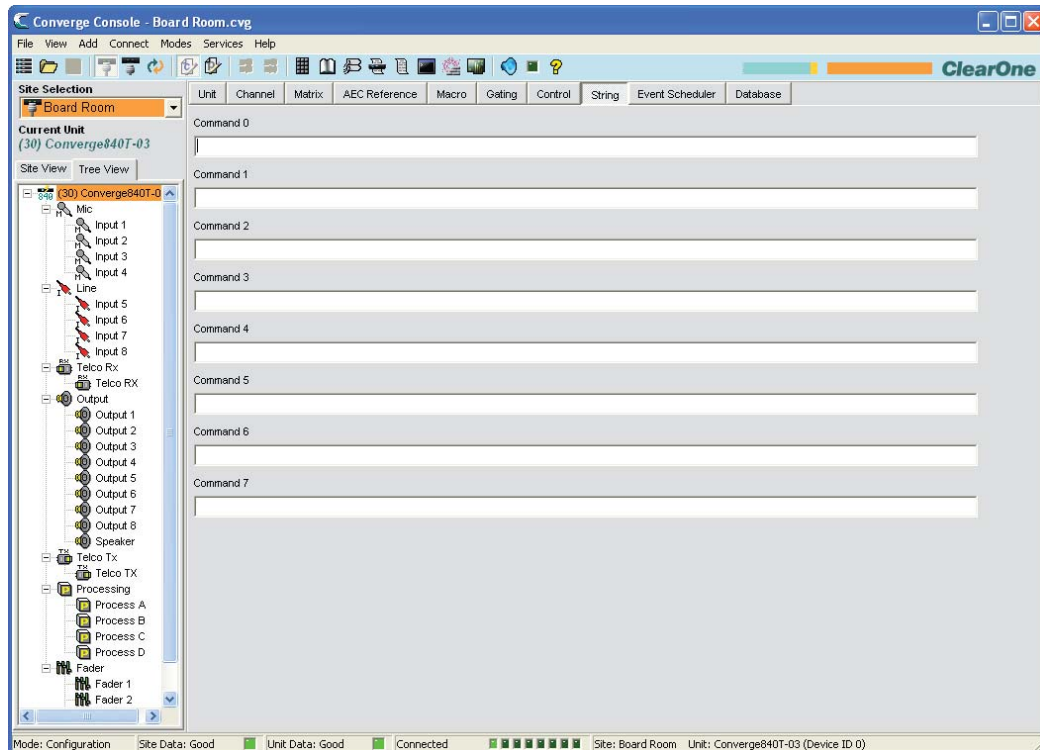 Converge Console - Board Room.cvg
File View Add Connect Modes Services Help
ClearOne
Site Selection
Board Room
Current Unit
(30) Converge840T-03
Site View Tree View
Unit Channel Matrix AEC Reference Macro Gating Control String Event Scheduler Database
(30) Converge840T-0
Mic
Input 1
Input 2
Input 3
Input 4
Line
Input 5
Input 6
Input 7
Input 8
Telco Rx
Telco RX
Output
Output 1
Output 2
Output 3
Output 4
Output 5
Output 6
Output 7
Output 8
Speaker
Telco Tx
Telco TX
Processing
Process A
Process B
Process C
Process D
Fader
Fader 1
Fader 2
Command 0
Command 1
Command 2
Command 3
Command 4
Command 5
Command 6
Command 7
Mode: Configuration Site Data: Good Unit Data: Good Connected Site: Board Room Unit: Converge840T-03 (Device ID 0)